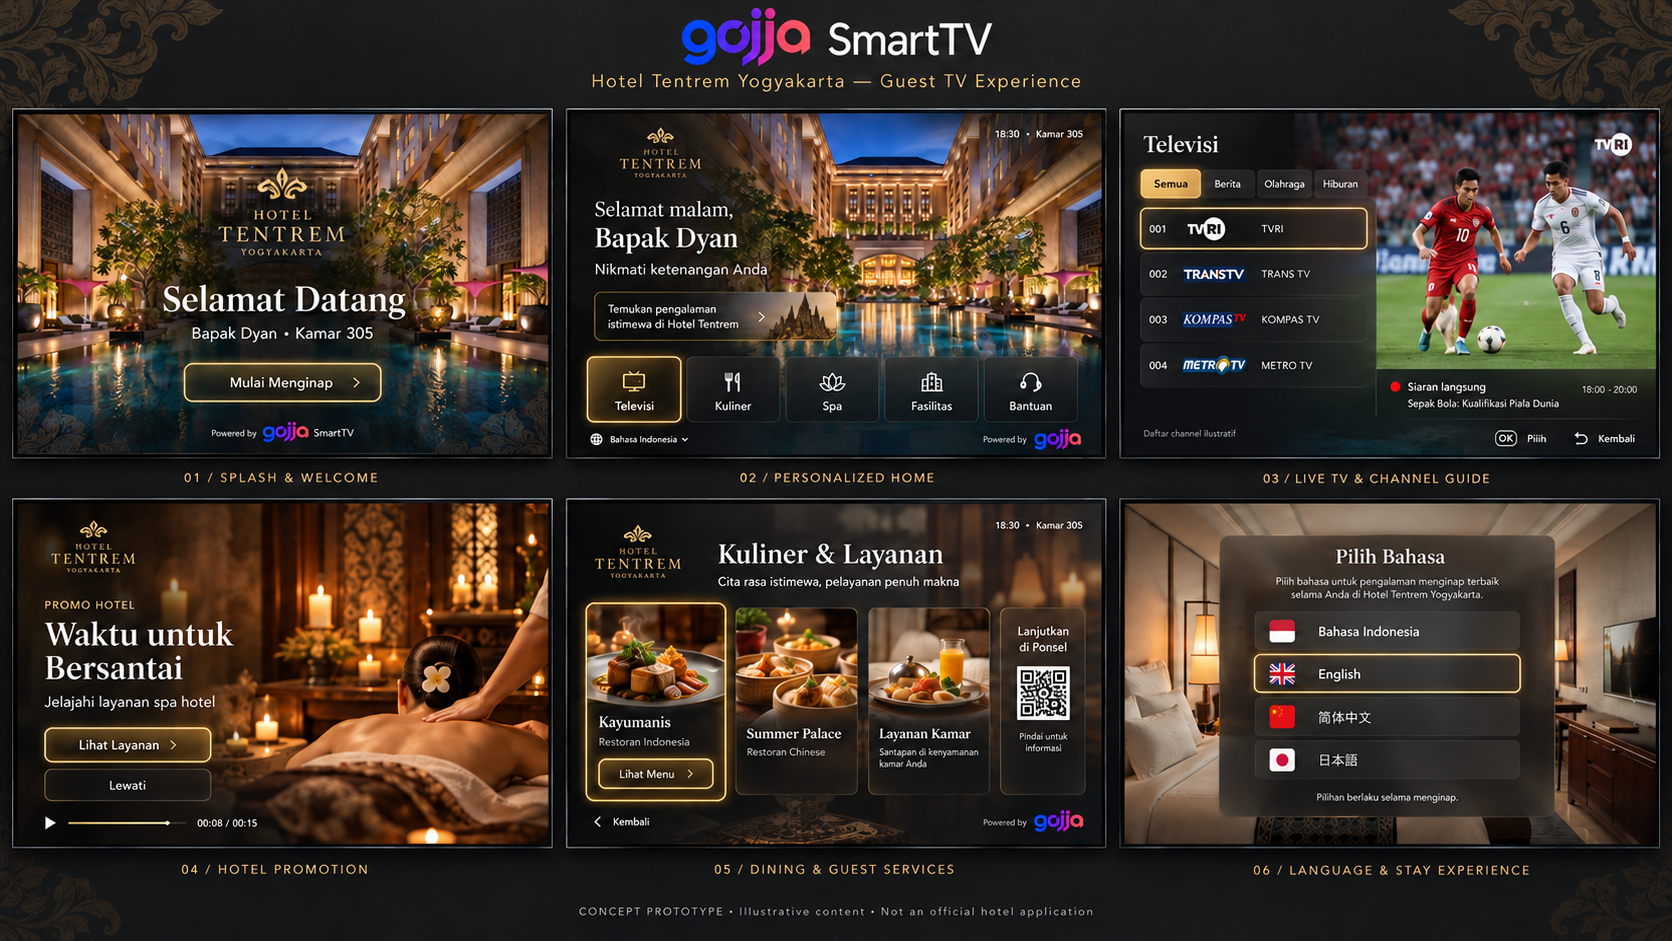 gojja SmartTV
Hotel Tentrem Yogyakarta — Guest TV Experience
HOTEL
TENTREM
YOGYAKARTA
Selamat Datang
Bapak Dyan • Kamar 305
Mulai Menginap
Powered by gojja SmartTV
01 / SPLASH & WELCOME
HOTEL
TENTREM
YOGYAKARTA
18:30 • Kamar 305
Selamat malam,
Bapak Dyan
Nikmati ketenangan Anda
Temukan pengalaman
istimewa di Hotel Tentrem
Televisi
Kuliner
Spa
Fasilitas
Bantuan
Bahasa Indonesia
Powered by gojja
02 / PERSONALIZED HOME
Televisi
TVRI
Semua
Berita
Olahraga
Hiburan
001 TVRI TVRI
002 TRANSTV TRANS TV
003 KOMPASTV KOMPAS TV
004 METROTV METRO TV
10
6
8
Siaran langsung
18:00 - 20:00
Sepak Bola: Kualifikasi Piala Dunia
Daftar channel ilustratif
OK Pilih
Kembali
03 / LIVE TV & CHANNEL GUIDE
HOTEL
TENTREM
YOGYAKARTA
PROMO HOTEL
Waktu untuk
Bersantai
Jelajahi layanan spa hotel
Lihat Layanan
Lewati
00:08 / 00:15
04 / HOTEL PROMOTION
HOTEL
TENTREM
YOGYAKARTA
18:30 • Kamar 305
Kuliner & Layanan
Cita rasa istimewa, pelayanan penuh makna
Kayumanis
Restoran Indonesia
Lihat Menu
Summer Palace
Restoran Chinese
Layanan Kamar
Santapan di kenyamanan
kamar Anda
Lanjutkan
di Ponsel
Pindai untuk
informasi
Kembali
Powered by gojja
05 / DINING & GUEST SERVICES
Pilih Bahasa
Pilih bahasa untuk pengalaman menginap terbaik
selama Anda di Hotel Tentrem Yogyakarta.
Bahasa Indonesia
English
简体中文
日本語
Pilihan berlaku selama menginap.
06 / LANGUAGE & STAY EXPERIENCE
CONCEPT PROTOTYPE • Illustrative content • Not an official hotel application